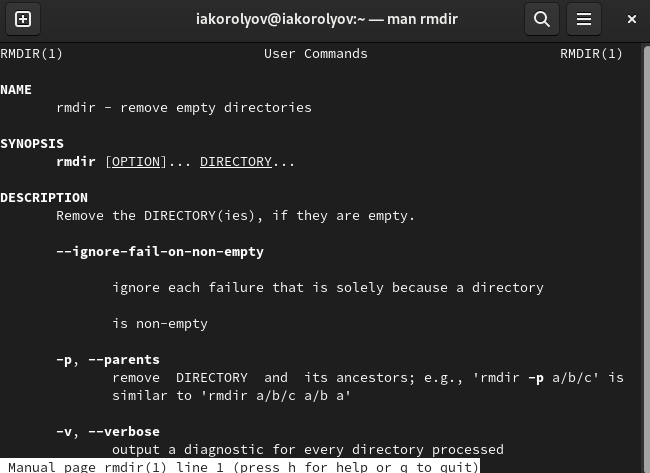 iakorolyov@iakorolyov:~ — man rmdir
RMDIR(1) User Commands RMDIR(1)
NAME
rmdir - remove empty directories
SYNOPSIS
rmdir [OPTION]... DIRECTORY...
DESCRIPTION
Remove the DIRECTORY(ies), if they are empty.
--ignore-fail-on-non-empty
ignore each failure that is solely because a directory
is non-empty
-p, --parents
remove DIRECTORY and its ancestors; e.g., 'rmdir -p a/b/c' is
similar to 'rmdir a/b/c a/b a'
-v, --verbose
output a diagnostic for every directory processed
Manual page rmdir(1) line 1 (press h for help or q to quit)